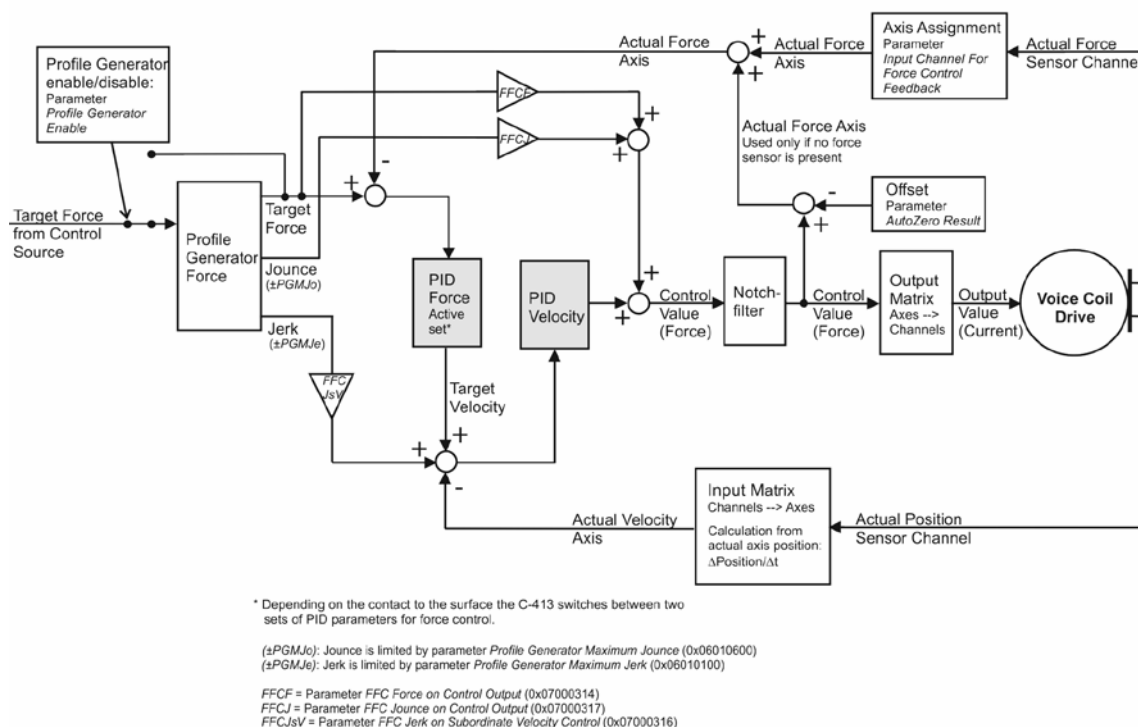 Profile Generator
enable/disable:
Parameter
Profile Generator
Enable
Target Force
from Control
Source
Profile
Generator
Force
Target
Force
Jounce
(±PGMJo)
Jerk
(±PGMJe)
FFC
JsV
FFCF
FFCJ
Actual Force
Axis
Actual Force
Axis
Axis Assignment
Parameter
Input Channel For
Force Control
Feedback
Actual Force
Sensor Channel
Actual Force Axis
Used only if no force
sensor is present
Offset
Parameter
AutoZero Result
PID
Force
Active
set*
PID
Velocity
Target
Velocity
Control
Value
(Force)
Notch-
filter
Control
Value
(Force)
Output
Matrix
Axes -->
Channels
Output
Value
(Current)
Voice Coil
Drive
+
+
+
+
-
+
-
+
+
+
+
+
+
-
Input Matrix
Channels --> Axes
Calculation from
actual axis position:
ΔPosition/Δt
Actual Velocity
Axis
Actual Position
Sensor Channel
* Depending on the contact to the surface the C-413 switches between two
sets of PID parameters for force control.
(±PGMJo): Jounce is limited by parameter Profile Generator Maximum Jounce (0x06010600)
(±PGMJe): Jerk is limited by parameter Profile Generator Maximum Jerk (0x06010100)
FFCF = Parameter FFC Force on Control Output (0x07000314)
FFCJ = Parameter FFC Jounce on Control Output (0x07000317)
FFCJsV = Parameter FFC Jerk on Subordinate Velocity Control (0x07000316)